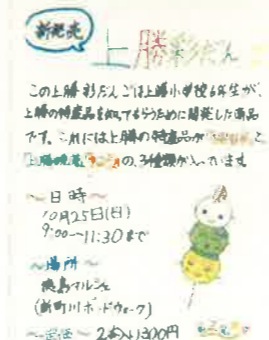 新発売
上勝彩だんご
この上勝彩だんごは上勝小学校6年生が、
上勝の特産品を知ってもらうために開発した商品
です。これには上勝の特産品が と
上勝晩茶 の、3種類が入っています
〜日時〜
10月25日(日)
9:00〜11:30まで
〜場所〜
徳島マルシェ
(新町川ボードウォーク)
〜定価〜 2本入り300円